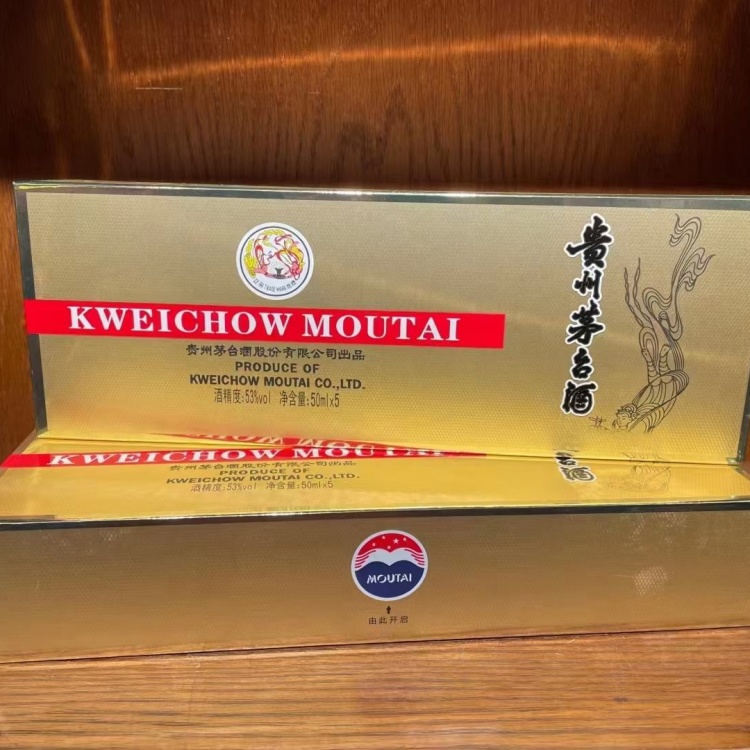 KWEICHOW MOUTAI
贵州茅台酒股份有限公司出品
PRODUCE OF
KWEICHOW MOUTAI CO.,LTD.
酒精度:53%vol 净含量:50ml×5
貴州茅台酒
KWEICHOW MOUTAI
贵州茅台酒股份有限公司出品
PRODUCE OF
KWEICHOW MOUTAI CO.,LTD.
酒精度:53%vol 净含量:50ml×5
MOUTAI
由此开启